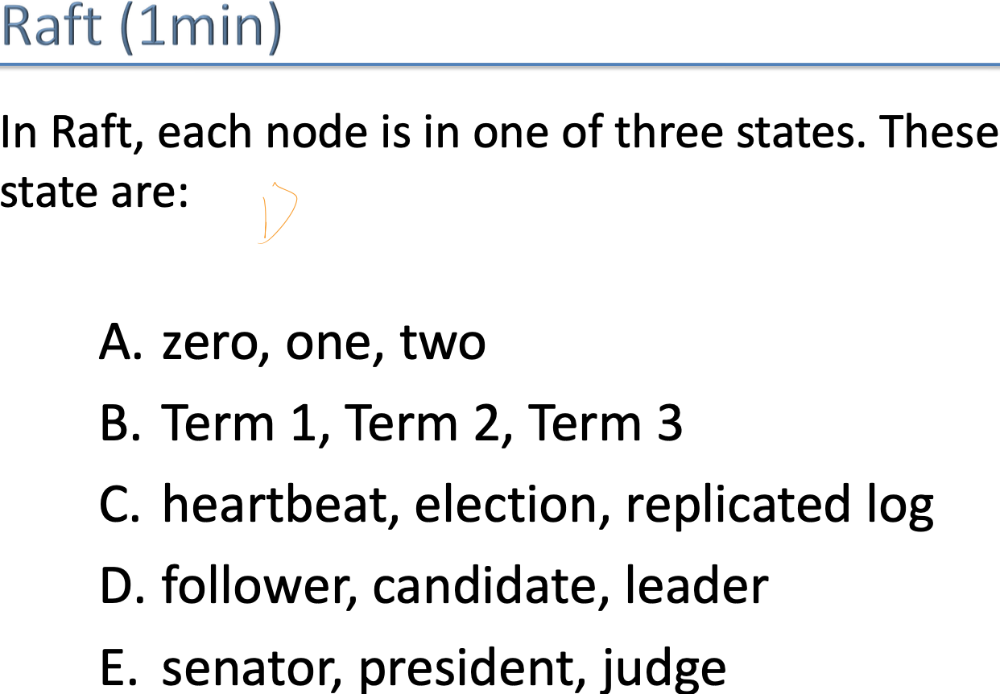 Raft (1min)
In Raft, each node is in one of three states. These
state are:
D
A. zero, one, two
B. Term 1, Term 2, Term 3
C. heartbeat, election, replicated log
D. follower, candidate, leader
E. senator, president, judge